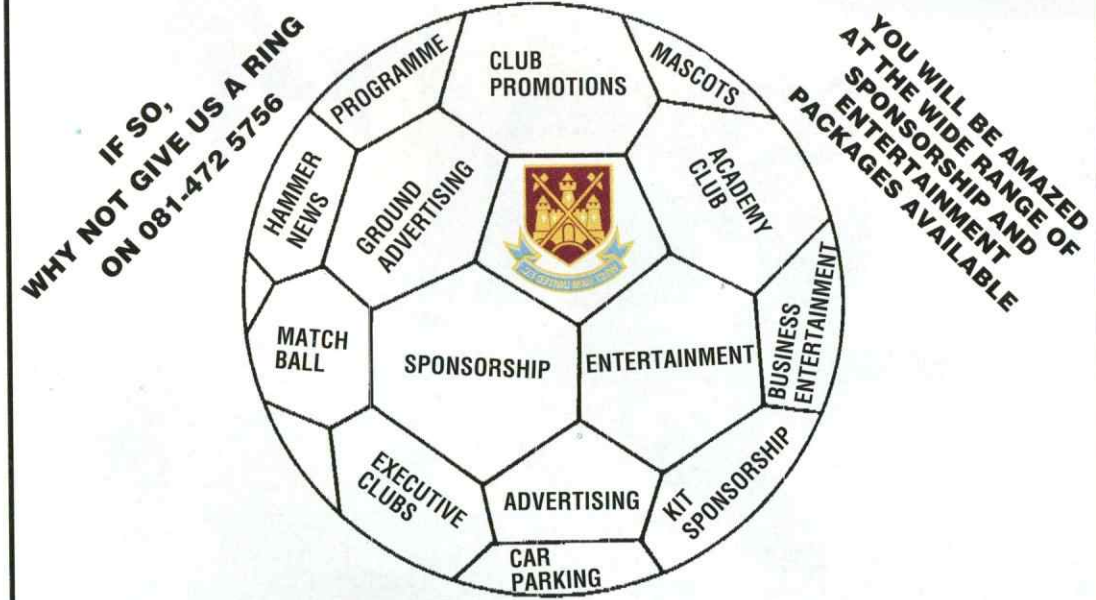 IF SO,
WHY NOT GIVE US A RING
ON 081-472 5756
YOU WILL BE AMAZED
AT THE WIDE RANGE OF
SPONSORSHIP AND
ENTERTAINMENT
PACKAGES AVAILABLE
PROGRAMME
CLUB
PROMOTIONS
MASCOTS
HAMMER
NEWS
GROUND
ADVERTISING
ACADEMY
CLUB
MATCH
BALL
SPONSORSHIP
ENTERTAINMENT
BUSINESS
ENTERTAINMENT
EXECUTIVE
CLUBS
ADVERTISING
KIT
SPONSORSHIP
CAR
PARKING